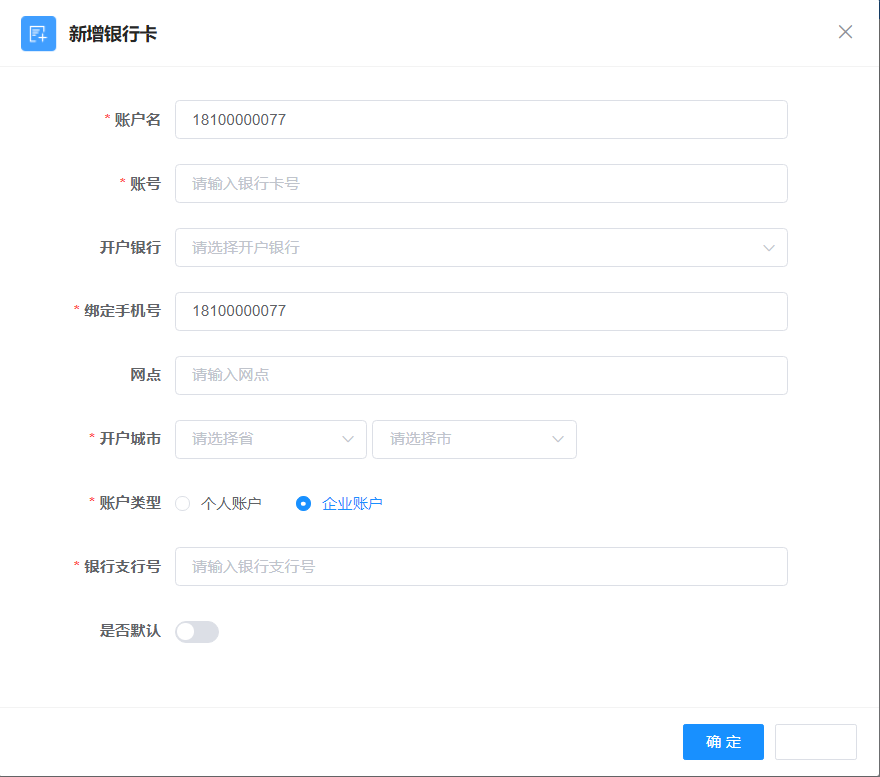 新增银行卡
* 账户名 18100000077
* 账号 请输入银行卡号
开户银行 请选择开户银行
* 绑定手机号 18100000077
网点 请输入网点
* 开户城市 请选择省 请选择市
* 账户类型 个人账户 企业账户
* 银行支行号 请输入银行支行号
是否默认
确 定